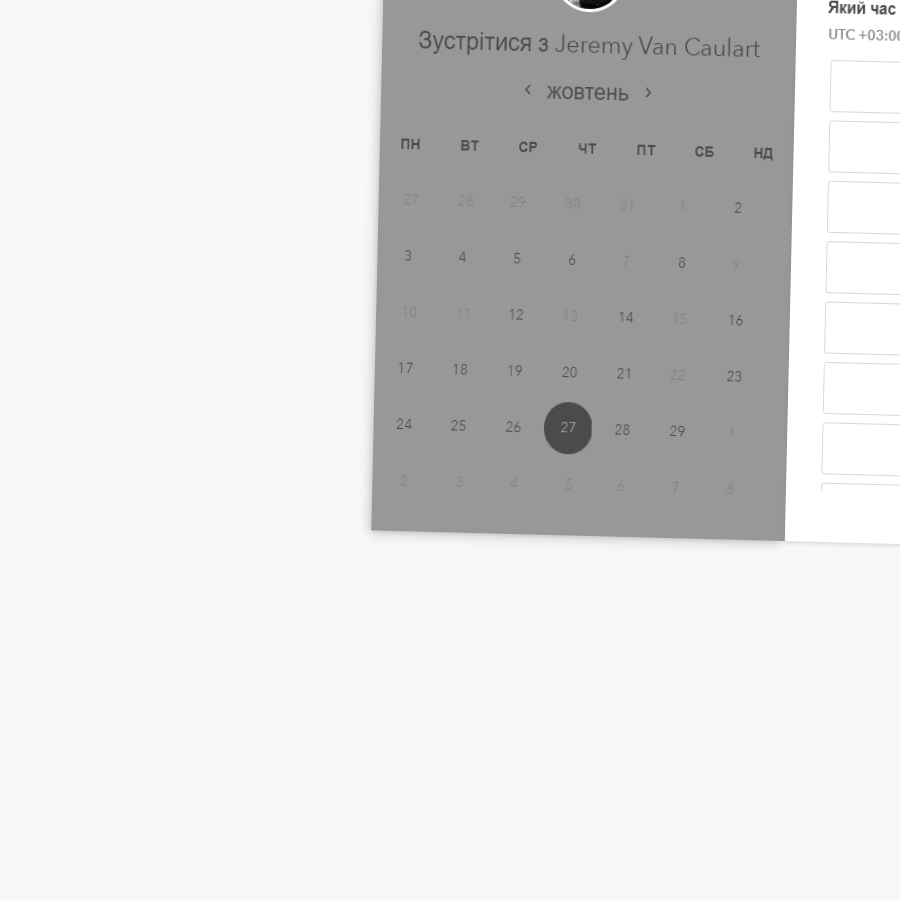 Зустрітися з Jeremy Van Caulart
‹ жовтень ›
ПН ВТ СР ЧТ ПТ СБ НД
27 28 29 30 31 1 2
3 4 5 6 7 8 9
10 11 12 13 14 15 16
17 18 19 20 21 22 23
24 25 26 27 28 29 1
2 3 4 5 6 7 8
Який час
UTC +03:00